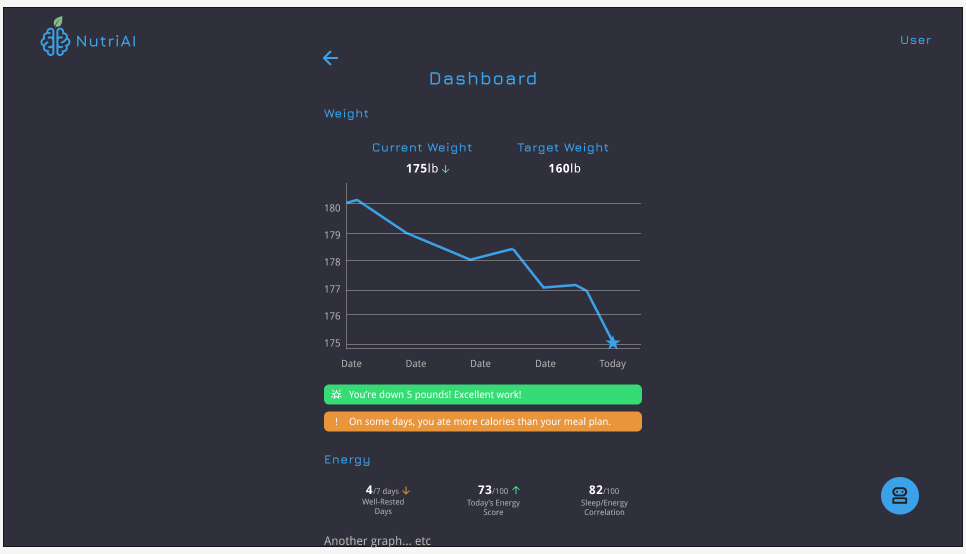 NutriAI
User
Dashboard
Weight
Current Weight
Target Weight
175lb ↓
160lb
180
179
178
177
176
175
Date
Date
Date
Date
Today
You're down 5 pounds! Excellent work!
! On some days, you ate more calories than your meal plan.
Energy
4/7 days ↓
Well-Rested
Days
73/100 ↑
Today's Energy
Score
82/100
Sleep/Energy
Correlation
Another graph... etc